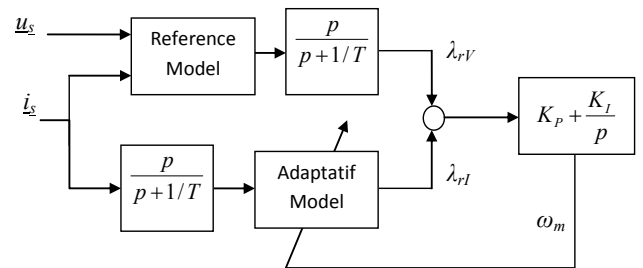 u_s
Reference
Model
p
p+1/T
λ_rV
i_s
K_P + K_I/p
p
p+1/T
Adaptatif
Model
λ_rI
ω_m